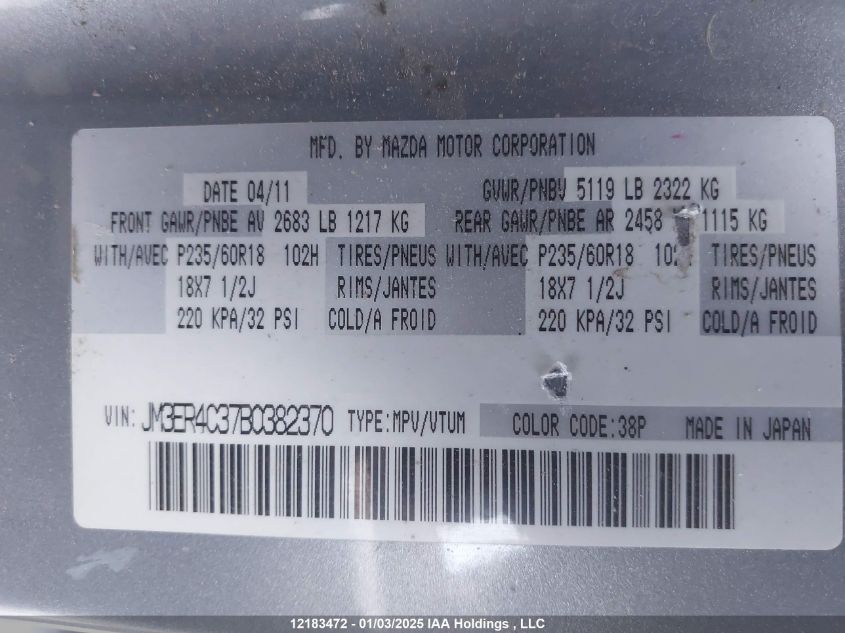 MFD. BY MAZDA MOTOR CORPORATION
DATE 04/11 GVWR/PNBV 5119 LB 2322 KG
FRONT GAWR/PNBE AV 2683 LB 1217 KG REAR GAWR/PNBE AR 2458 1115 KG
WITH/AVEC P235/60R18 102H TIRES/PNEUS WITH/AVEC P235/60R18 TIRES/PNEUS
18X7 1/2J RIMS/JANTES 18X7 1/2J RIMS/JANTES
220 KPA/32 PSI COLD/A FROID 220 KPA/32 PSI COLD/A FROID
VIN: JM3ER4C37B0382370 TYPE:MPV/VTUM COLOR CODE:38P MADE IN JAPAN
12183472 - 01/03/2025 IAA Holdings , LLC